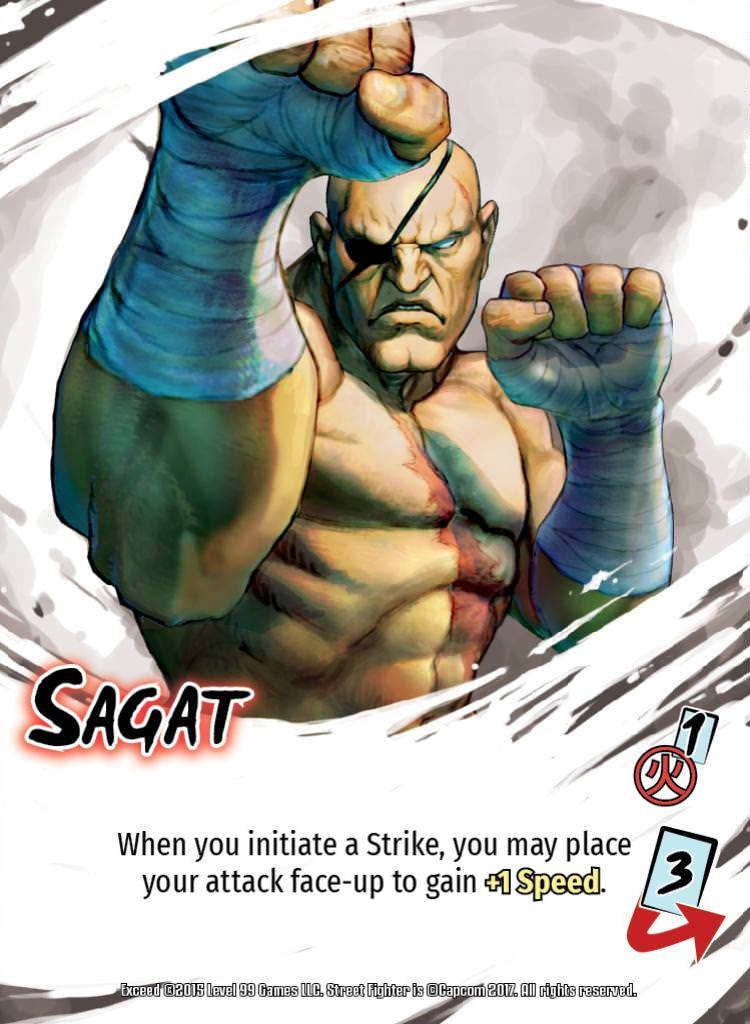 SAGAT
1
火
When you initiate a Strike, you may place
your attack face-up to gain +1 Speed.
3
Exceed ©2015 Level 99 Games LLC. Street Fighter is ©Capcom 2017. All rights reserved.